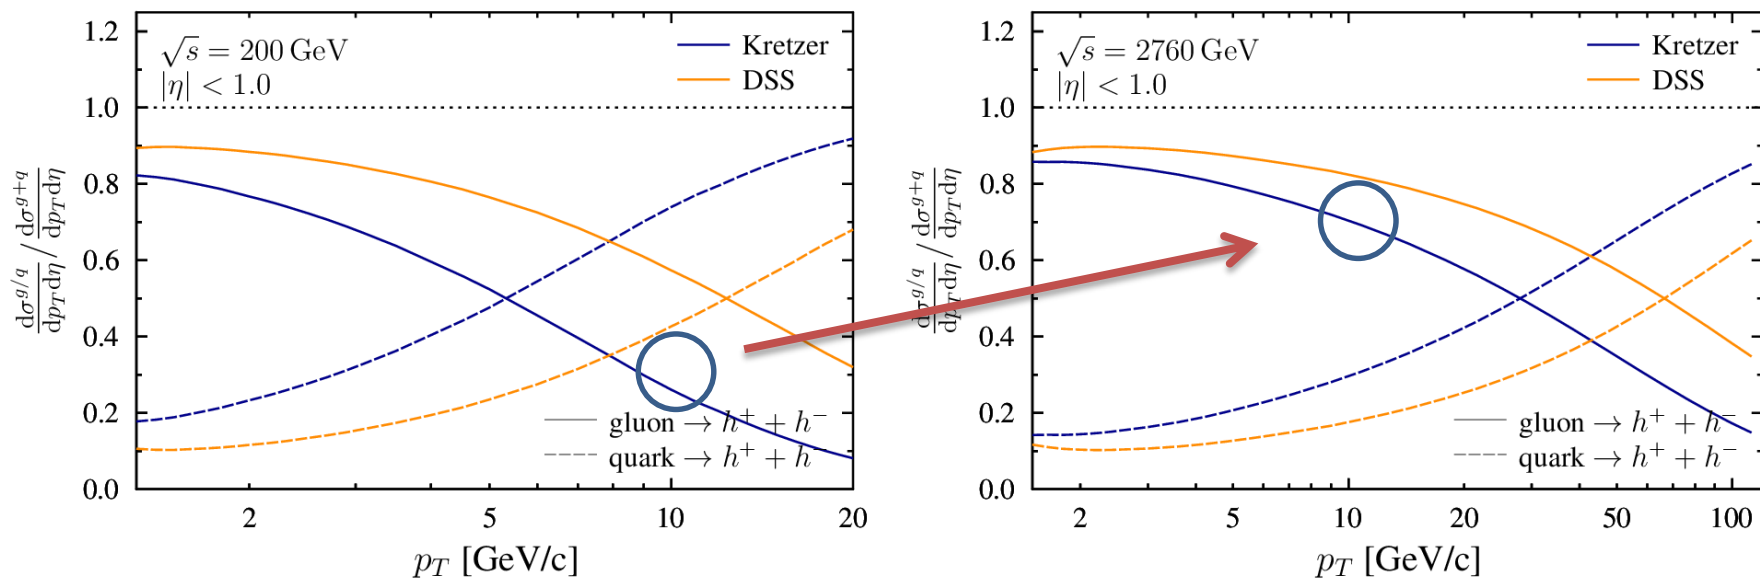 1.2
1.0
0.8
0.6
0.4
0.2
0.0
√s = 200 GeV
|η| < 1.0
Kretzer
DSS
dσ^{g/q}/dp_T dη / dσ^{g+q}/dp_T dη
gluon → h⁺ + h⁻
quark → h⁺ + h⁻
2 5 10 20
p_T [GeV/c]
1.2
1.0
0.8
0.6
0.4
0.2
0.0
√s = 2760 GeV
|η| < 1.0
Kretzer
DSS
dσ^{g/q}/dp_T dη / dσ^{g+q}/dp_T dη
gluon → h⁺ + h⁻
quark → h⁺ + h⁻
2 5 10 20 50 100
p_T [GeV/c]